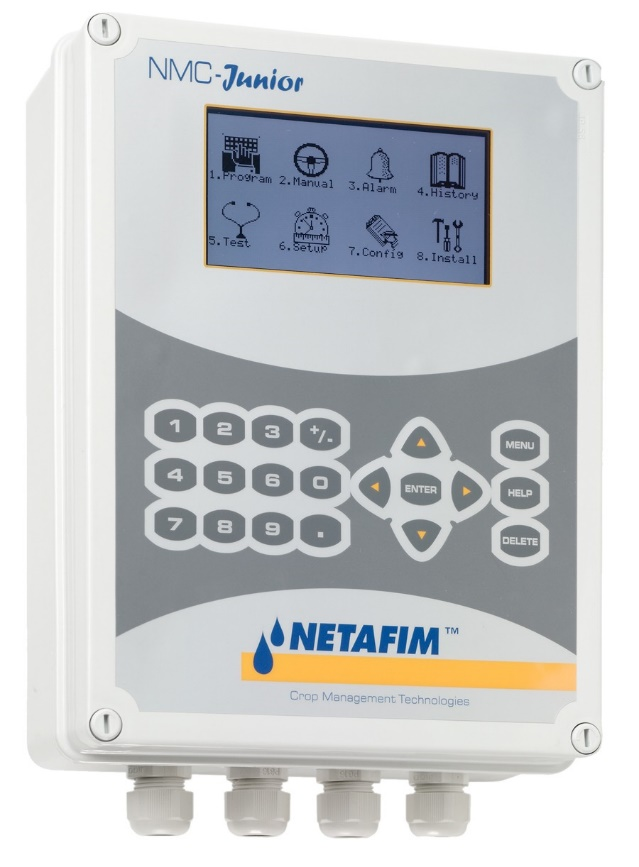 NMC-Junior
1.Program 2.Manual 3.Alarm 4.History
5.Test 6.Setup 7.Config 8.Install
1 2 3 +/-
4 5 6 0
7 8 9 .
ENTER
MENU
HELP
DELETE
NETAFIM™
Crop Management Technologies